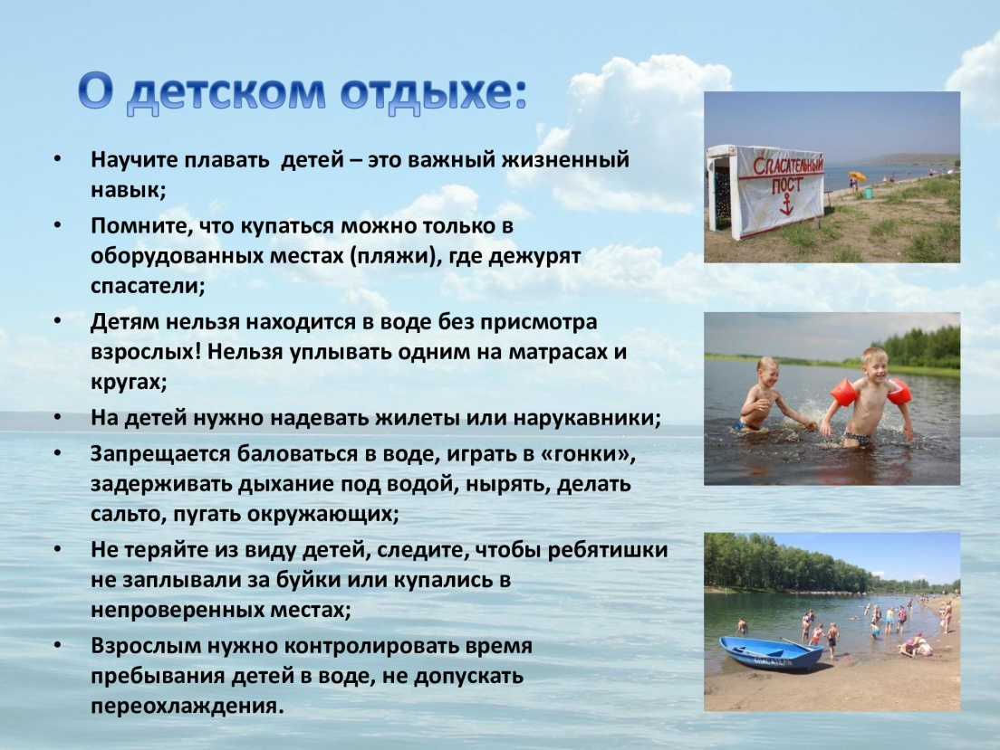 О детском отдыхе:
• Научите плавать  детей – это важный жизненный
навык;
• Помните, что купаться можно только в
оборудованных местах (пляжи), где дежурят
спасатели;
• Детям нельзя находится в воде без присмотра
взрослых! Нельзя уплывать одним на матрасах и
кругах;
• На детей нужно надевать жилеты или нарукавники;
• Запрещается баловаться в воде, играть в «гонки»,
задерживать дыхание под водой, нырять, делать
сальто, пугать окружающих;
• Не теряйте из виду детей, следите, чтобы ребятишки
не заплывали за буйки или купались в
непроверенных местах;
• Взрослым нужно контролировать время
пребывания детей в воде, не допускать
переохлаждения.
СПАСАТЕЛЬНЫЙ
ПОСТ
СПАСАТЕЛЬ